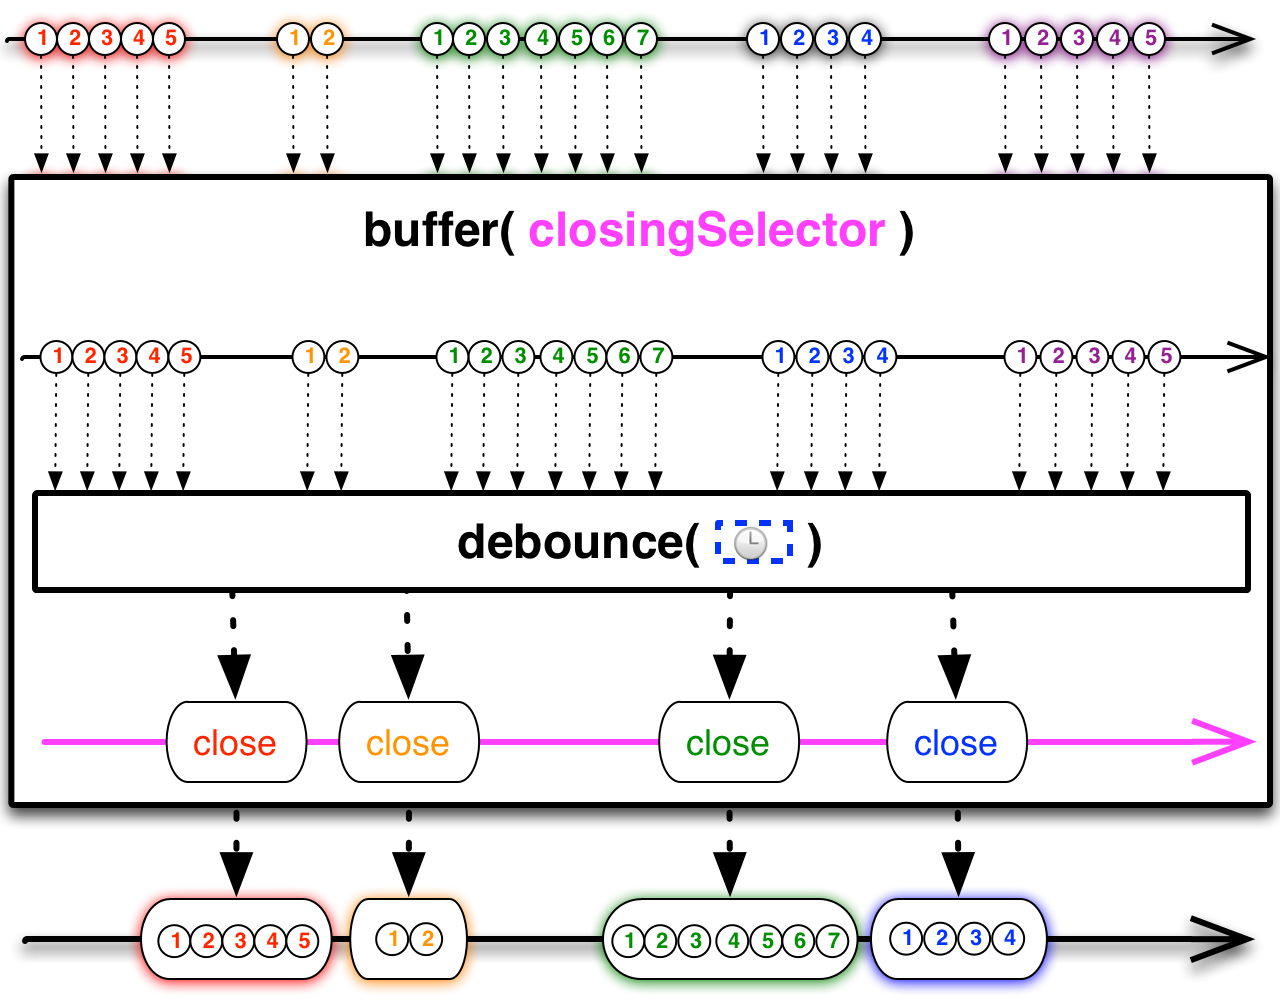 1 2 3 4 5 1 2 1 2 3 4 5 6 7 1 2 3 4 1 2 3 4 5
buffer( closingSelector )
1 2 3 4 5 1 2 1 2 3 4 5 6 7 1 2 3 4 1 2 3 4 5
debounce( )
close close close close
1 2 3 4 5 1 2 1 2 3 4 5 6 7 1 2 3 4